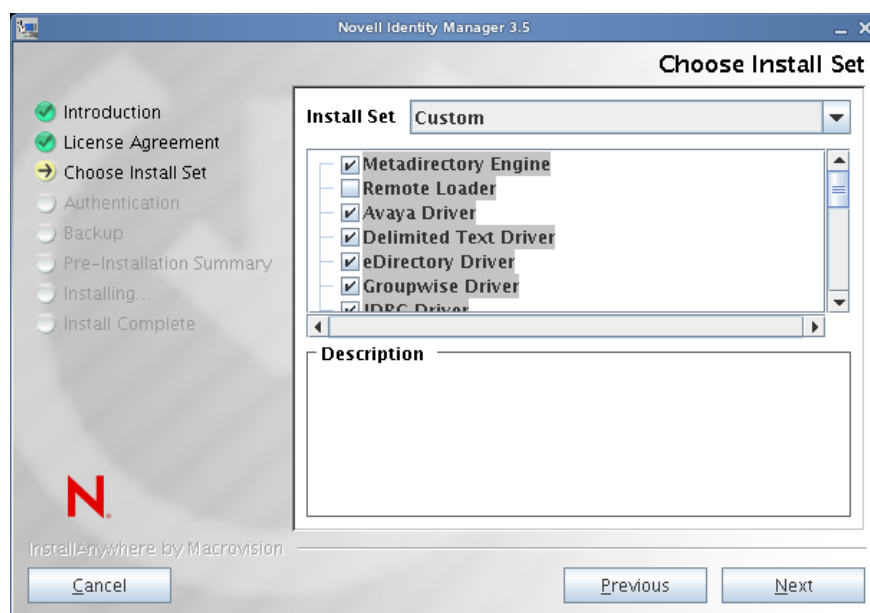 Novell Identity Manager 3.5
Choose Install Set
Introduction
License Agreement
Choose Install Set
Authentication
Backup
Pre-Installation Summary
Installing...
Install Complete
Install Set Custom
Metadirectory Engine
Remote Loader
Avaya Driver
Delimited Text Driver
eDirectory Driver
Groupwise Driver
JDBC Driver
Description
N
InstallAnywhere by Macrovision
Cancel
Previous
Next